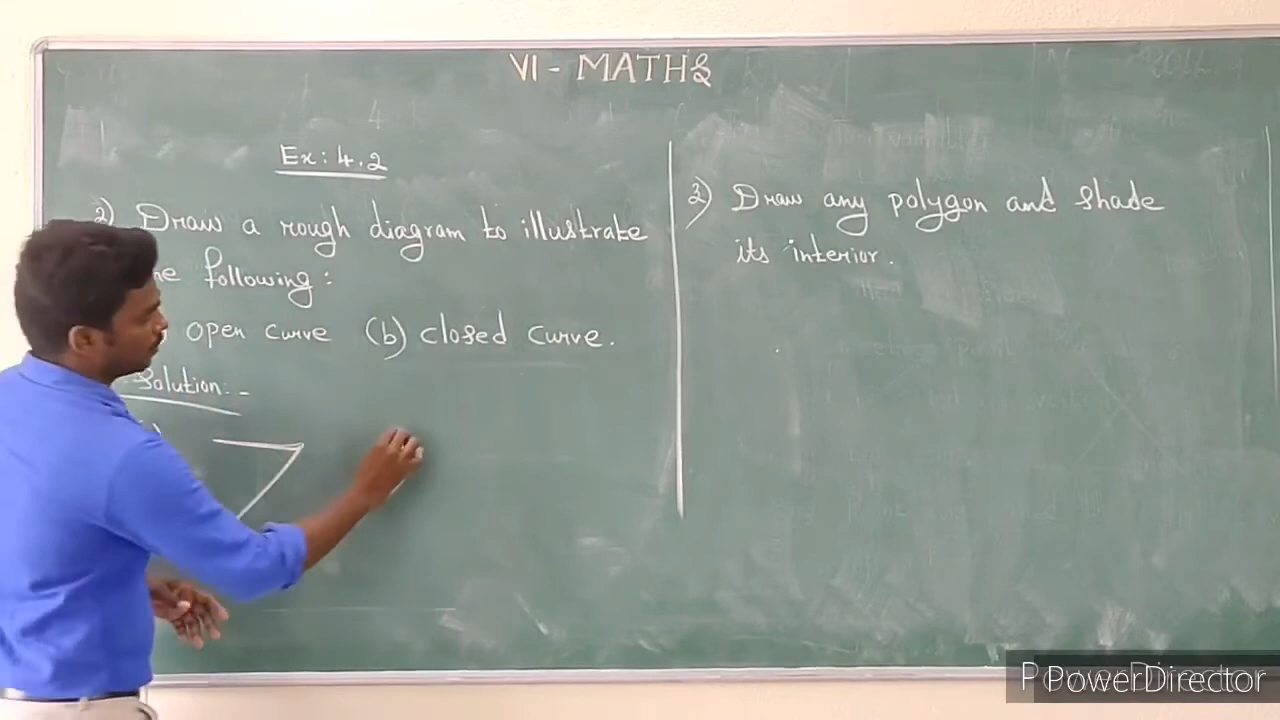 VI - MATHS
Ex: 4.2
2) Draw a rough diagram to illustrate
following:
open curve (b) closed curve.
Solution:-
3) Draw any polygon and shade
its interior.
PowerDirector